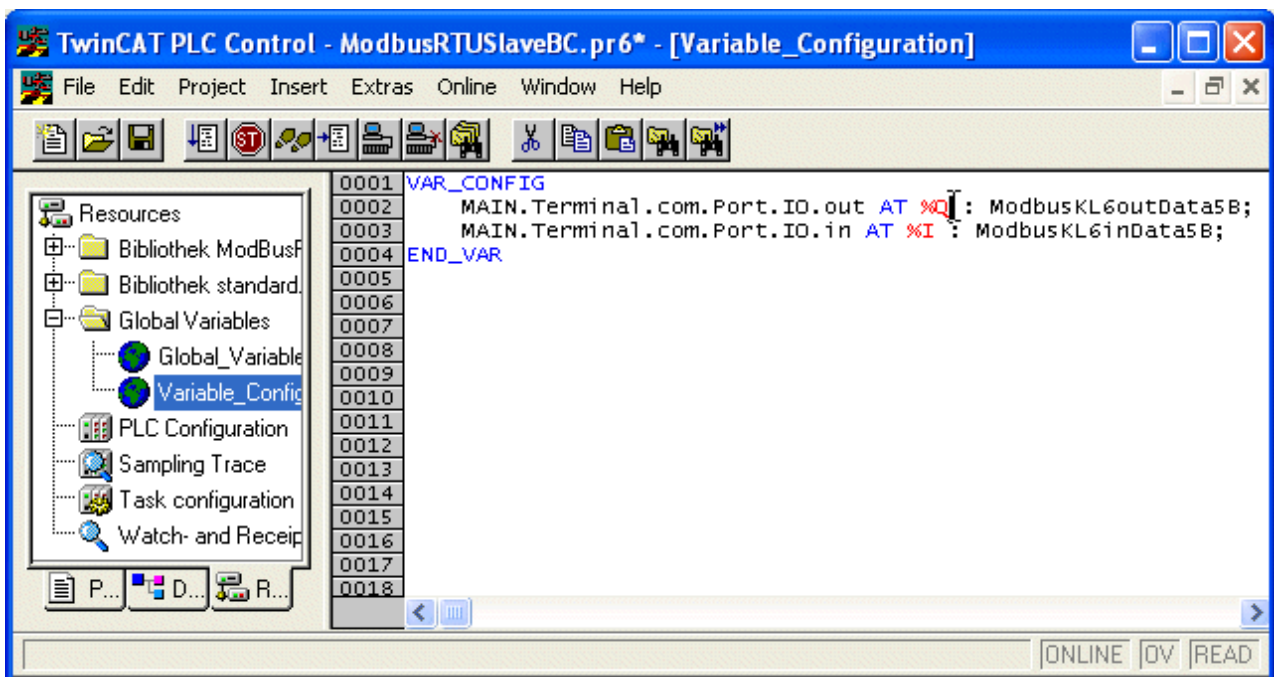 TwinCAT PLC Control - ModbusRTUSlaveBC.pr6* - [Variable_Configuration]
File Edit Project Insert Extras Online Window Help
ST
Resources
Bibliothek ModBusR
Bibliothek standard.
Global Variables
Global_Variable
Variable_Config
PLC Configuration
Sampling Trace
Task configuration
Watch- and Receip
P... D... R...
0001 VAR_CONFIG
0002 MAIN.Terminal.com.Port.IO.out AT %Q : ModbusKL6outData5B;
0003 MAIN.Terminal.com.Port.IO.in AT %I : ModbusKL6inData5B;
0004 END_VAR
0005
0006
0007
0008
0009
0010
0011
0012
0013
0014
0015
0016
0017
0018
ONLINE OV READ